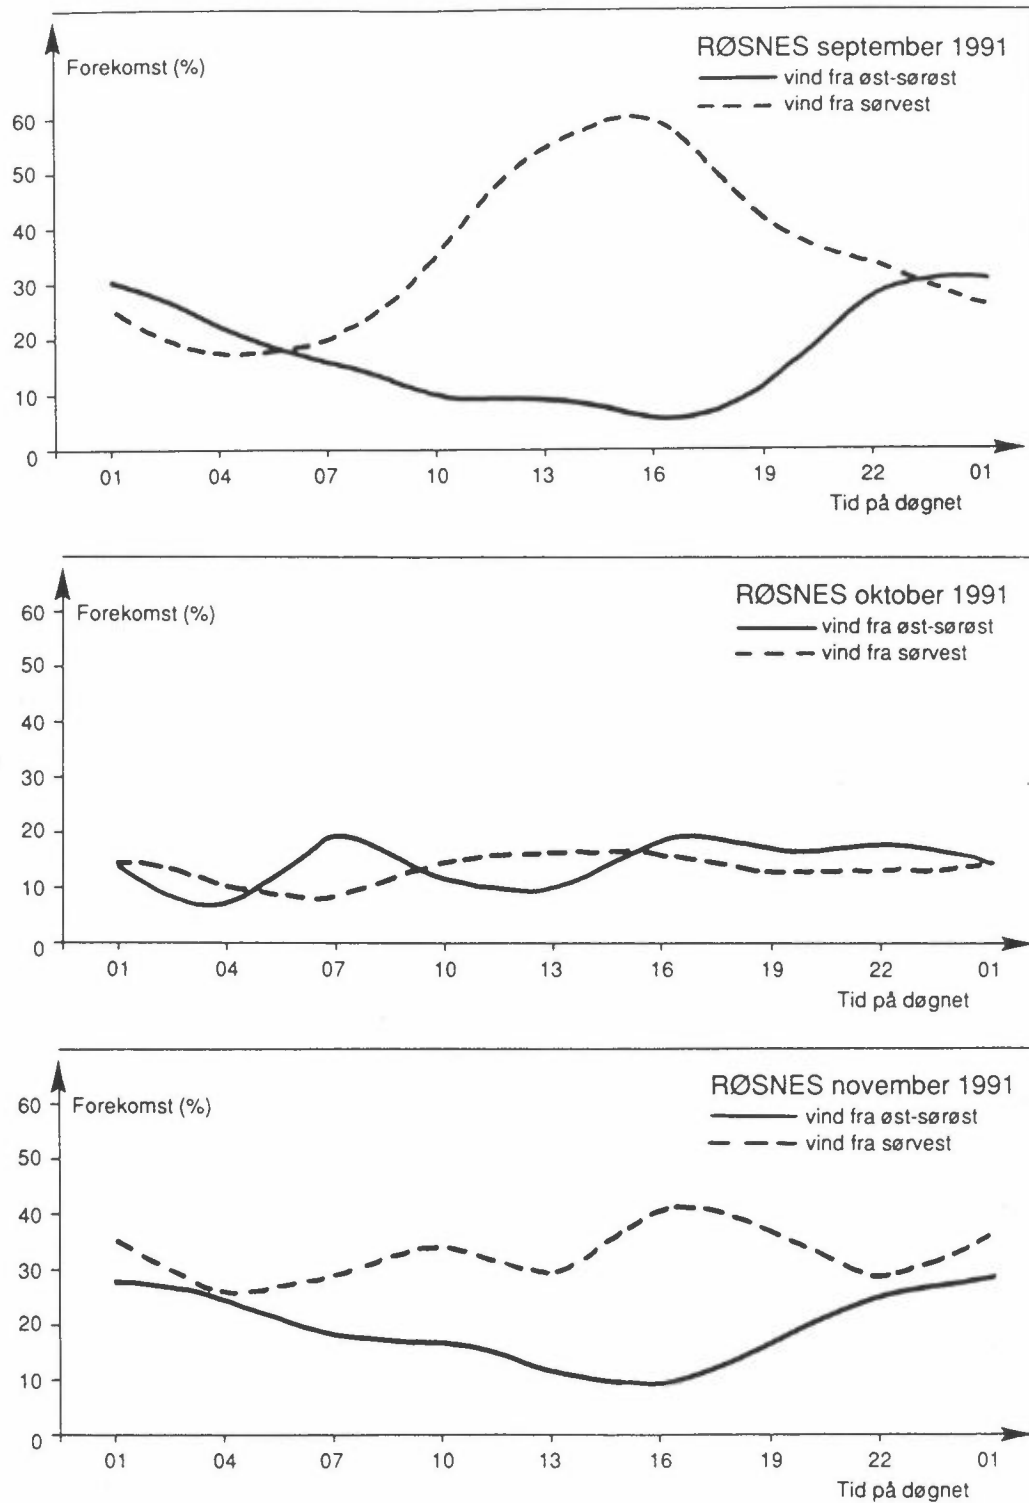 RØSNES september 1991
Forekomst (%)
vind fra øst-sørøst
vind fra sørvest
60
50
40
30
20
10
0
01 04 07 10 13 16 19 22 01
Tid på døgnet
RØSNES oktober 1991
Forekomst (%)
vind fra øst-sørøst
vind fra sørvest
60
50
40
30
20
10
0
01 04 07 10 13 16 19 22 01
Tid på døgnet
RØSNES november 1991
Forekomst (%)
vind fra øst-sørøst
vind fra sørvest
60
50
40
30
20
10
0
01 04 07 10 13 16 19 22 01
Tid på døgnet